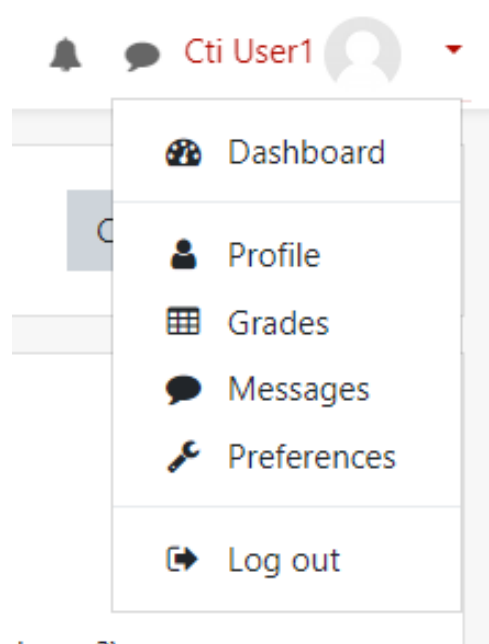 Cti User1
Dashboard
Profile
Grades
Messages
Preferences
Log out